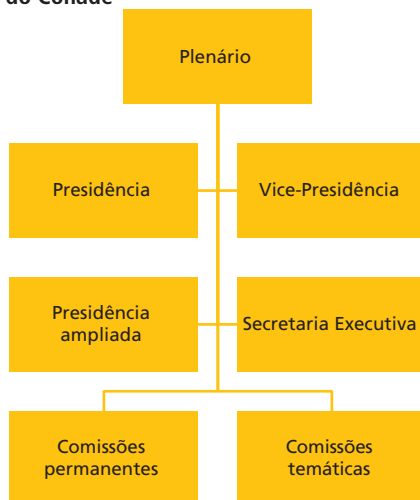 do Conade
Plenário
Presidência
Vice-Presidência
Presidência
ampliada
Secretaria Executiva
Comissões
permanentes
Comissões
temáticas